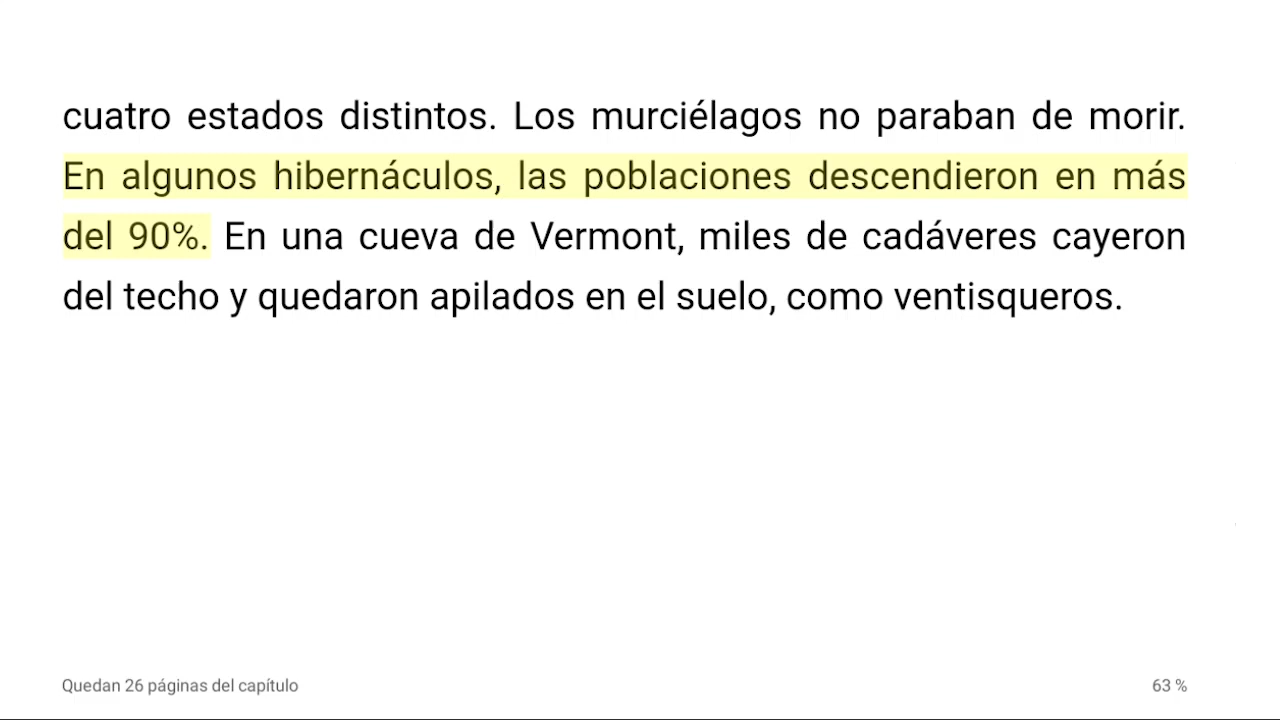 cuatro estados distintos. Los murciélagos no paraban de morir.
En algunos hibernáculos, las poblaciones descendieron en más
del 90%. En una cueva de Vermont, miles de cadáveres cayeron
del techo y quedaron apilados en el suelo, como ventisqueros.
Quedan 26 páginas del capítulo
63 %